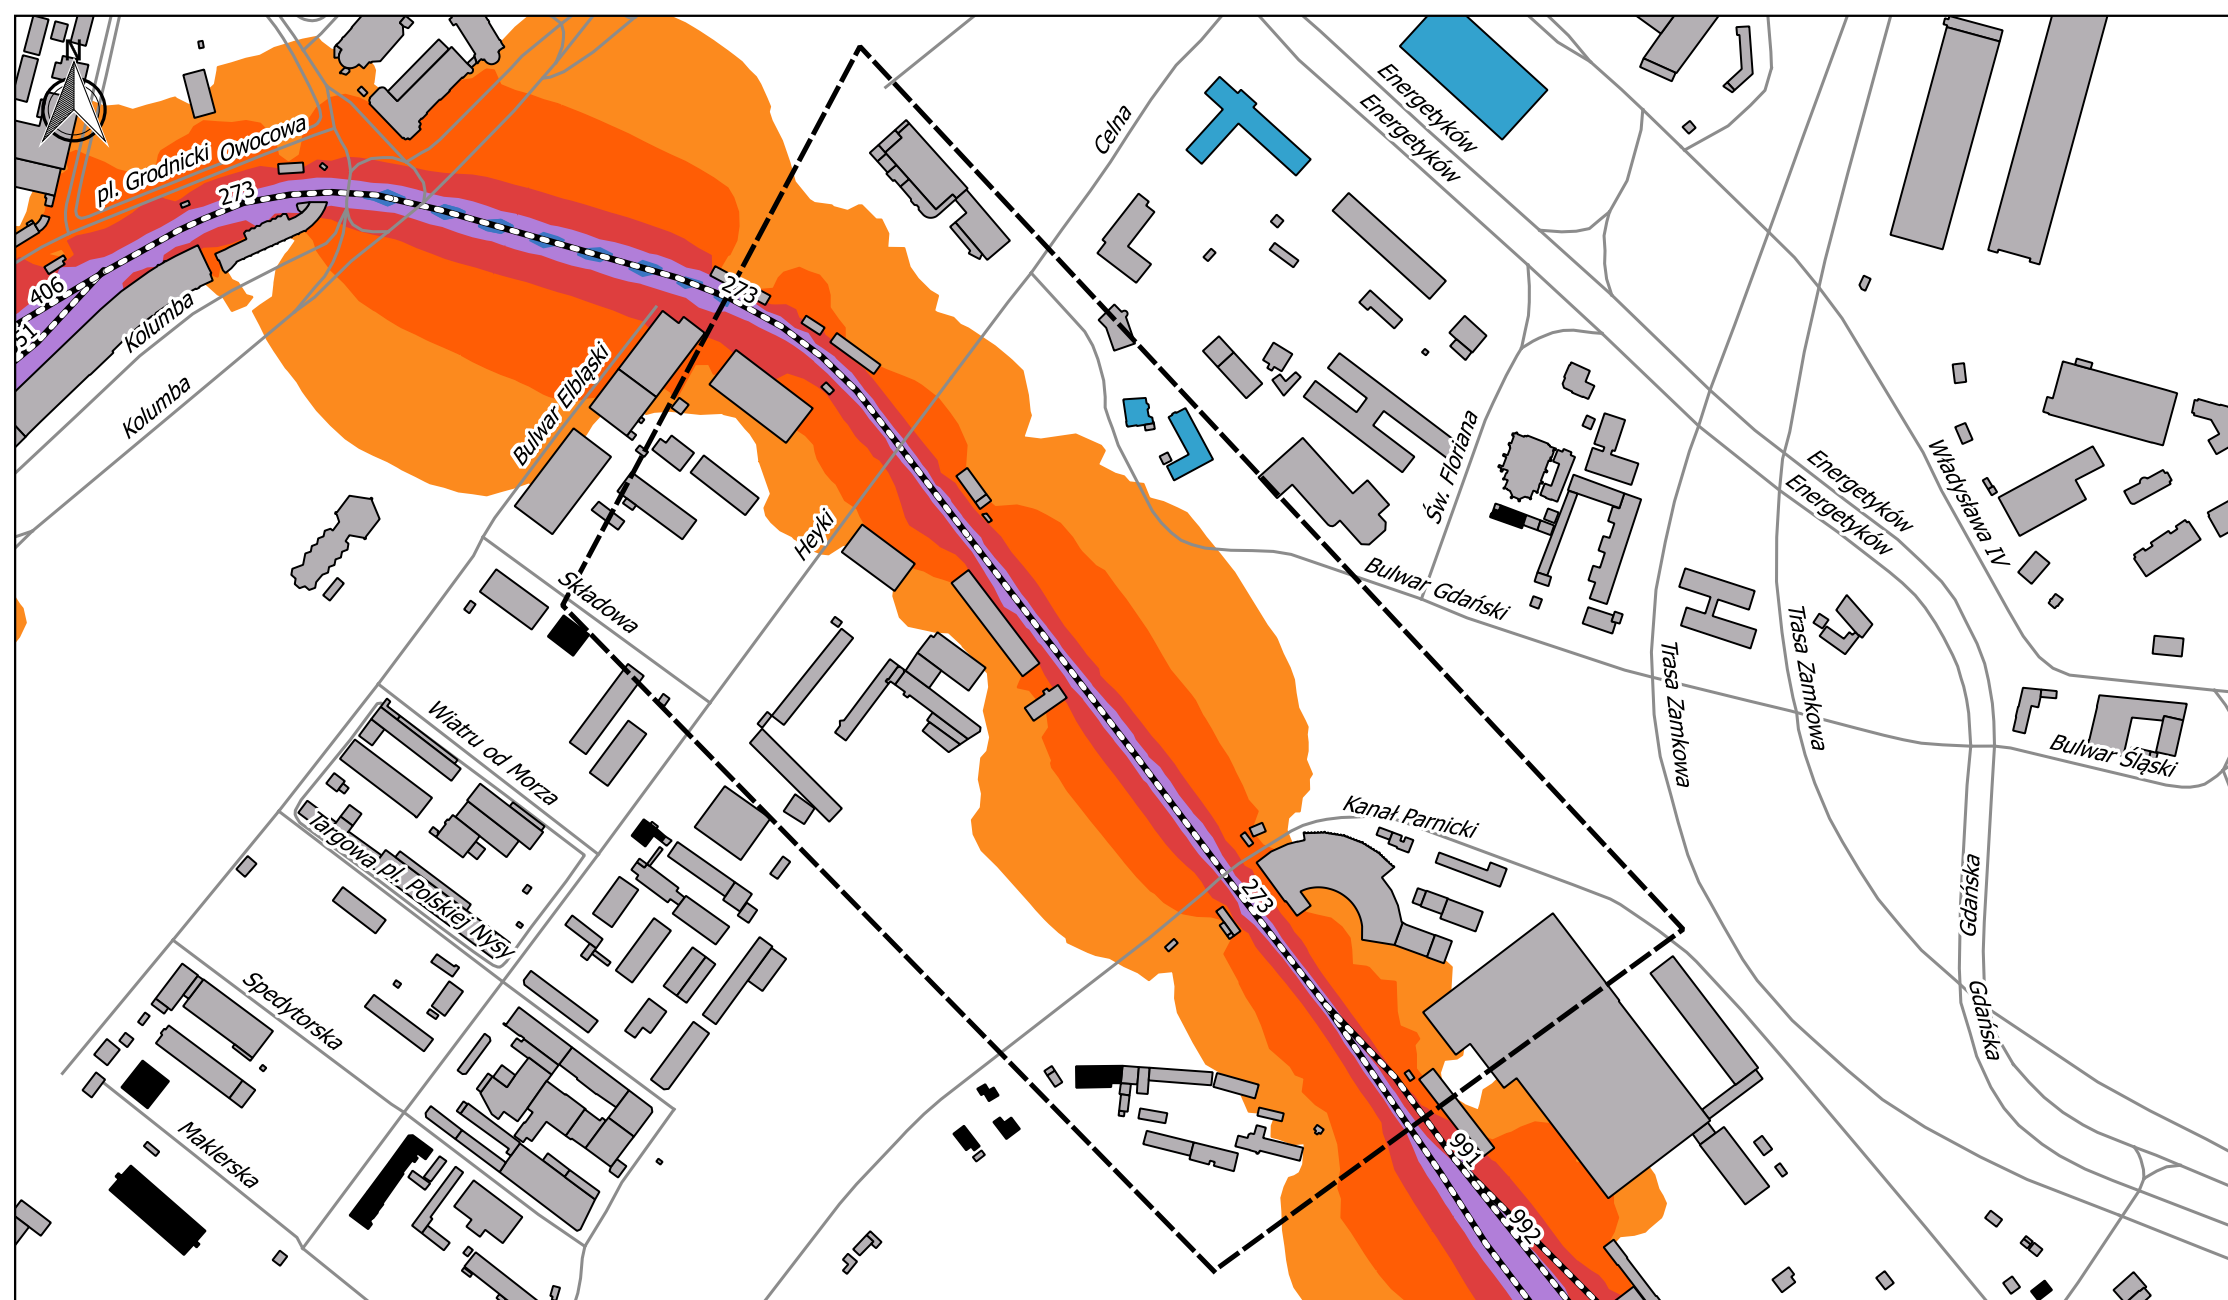 N
pl. Grodnicki
Owocowa
273
406
51
Kolumba
Kolumba
Bulwar Elbląski
273
Celna
Energetyków
Energetyków
Heyki
Składowa
Św. Floriana
Bulwar Gdański
Energetyków
Energetyków
Władysława IV
Trasa Zamkowa
Trasa Zamkowa
Bulwar Śląski
Wiatru od Morza
Targowa
pl. Polskiej Nysy
Kanał Parnicki
273
Gdańska
Gdańska
Spedytorska
Maklerska
991
992